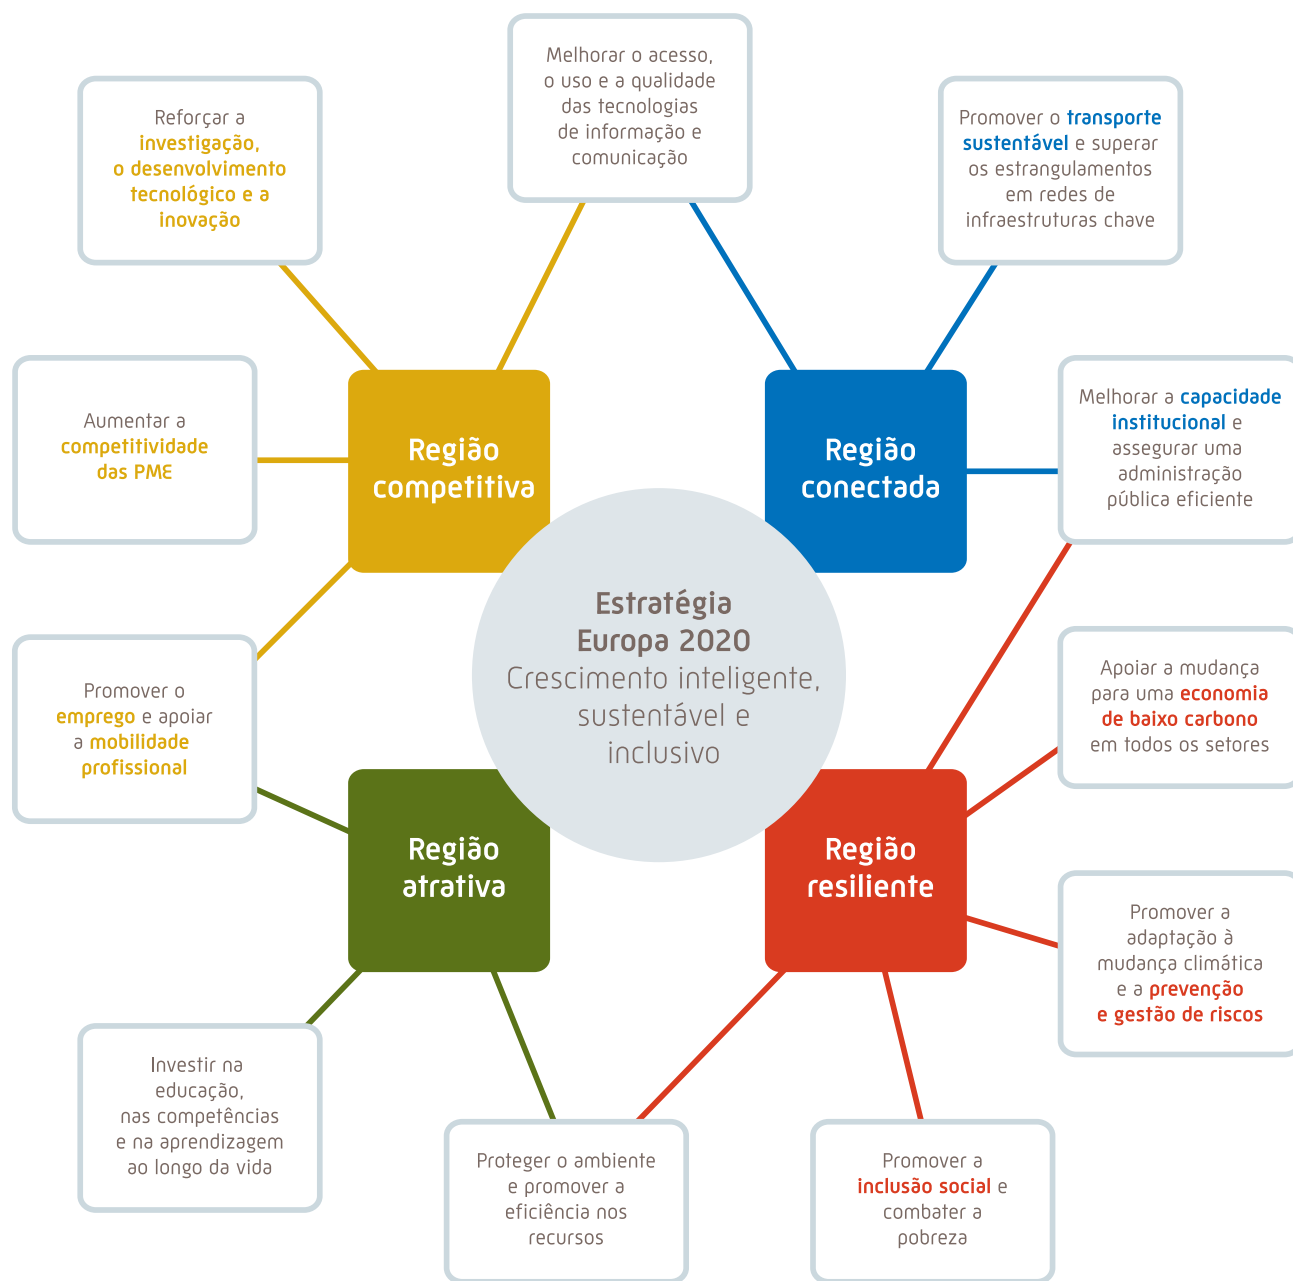 Melhorar o acesso,
o uso e a qualidade
das tecnologias
de informação e
comunicação
Reforçar a
investigação,
o desenvolvimento
tecnológico e a
inovação
Promover o transporte
sustentável e superar
os estrangulamentos
em redes de
infraestruturas chave
Aumentar a
competitividade
das PME
Região
competitiva
Região
conectada
Melhorar a capacidade
institucional e
assegurar uma
administração
pública eficiente
Estratégia
Europa 2020
Crescimento inteligente,
sustentável e
inclusivo
Promover o
emprego e apoiar
a mobilidade
profissional
Apoiar a mudança
para uma economia
de baixo carbono
em todos os setores
Região
atrativa
Região
resiliente
Promover a
adaptação à
mudança climática
e a prevenção
e gestão de riscos
Investir na
educação,
nas competências
e na aprendizagem
ao longo da vida
Proteger o ambiente
e promover a
eficiência nos
recursos
Promover a
inclusão social e
combater a
pobreza